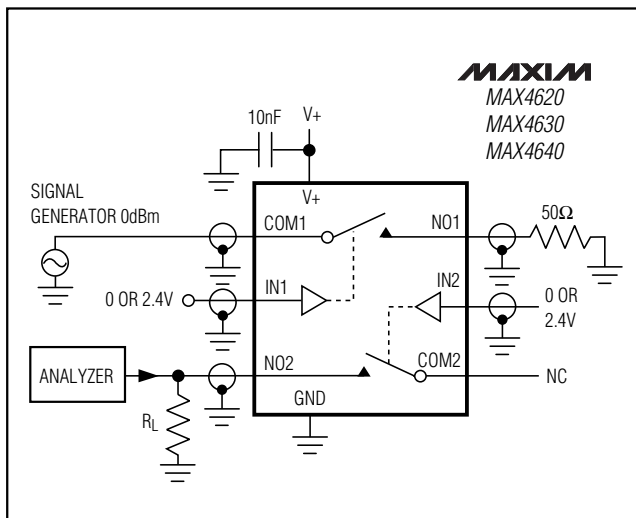 MAXIM
MAX4620
MAX4630
MAX4640
10nF
V+
V+
SIGNAL
GENERATOR 0dBm
COM1
NO1
50Ω
IN1
IN2
0 OR 2.4V
0 OR
2.4V
ANALYZER
NO2
COM2
NC
GND
RL